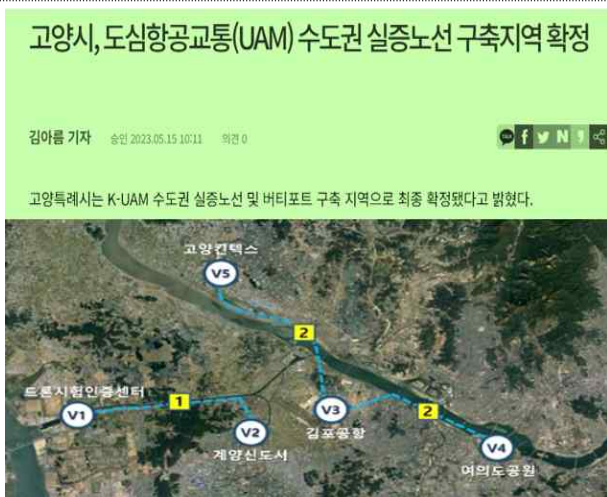 고양시, 도심항공교통(UAM) 수도권 실증노선 구축지역 확정
김아름 기자 승인 2023.05.15 10:11 의견 0
고양특례시는 K-UAM 수도권 실증노선 및 버티포트 구축 지역으로 최종 확정됐다고 밝혔다.
고양킨텍스
V5
2
드론시험인증센터
1
2
V1
V2
V3
V4
계양신도시
김포공항
여의도공원